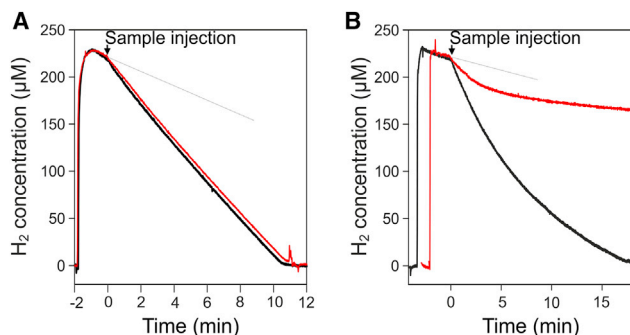 A
Sample injection
H₂ concentration (µM)
250
200
150
100
50
0
-2 0 2 4 6 8 10 12
Time (min)
B
Sample injection
H₂ concentration (µM)
250
200
150
100
50
0
0 5 10 15
Time (min)